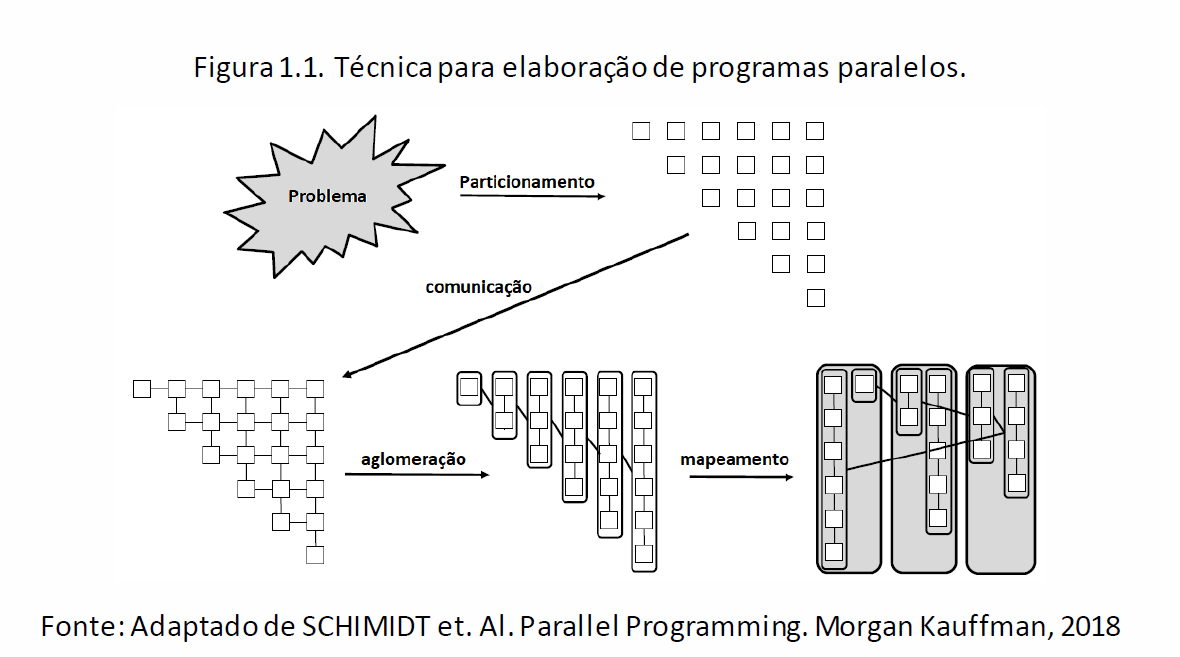 Figura 1.1. Técnica para elaboração de programas paralelos.
Problema
Particionamento
comunicação
aglomeração
mapeamento
Fonte: Adaptado de SCHIMIDT et. Al. Parallel Programming. Morgan Kauffman, 2018